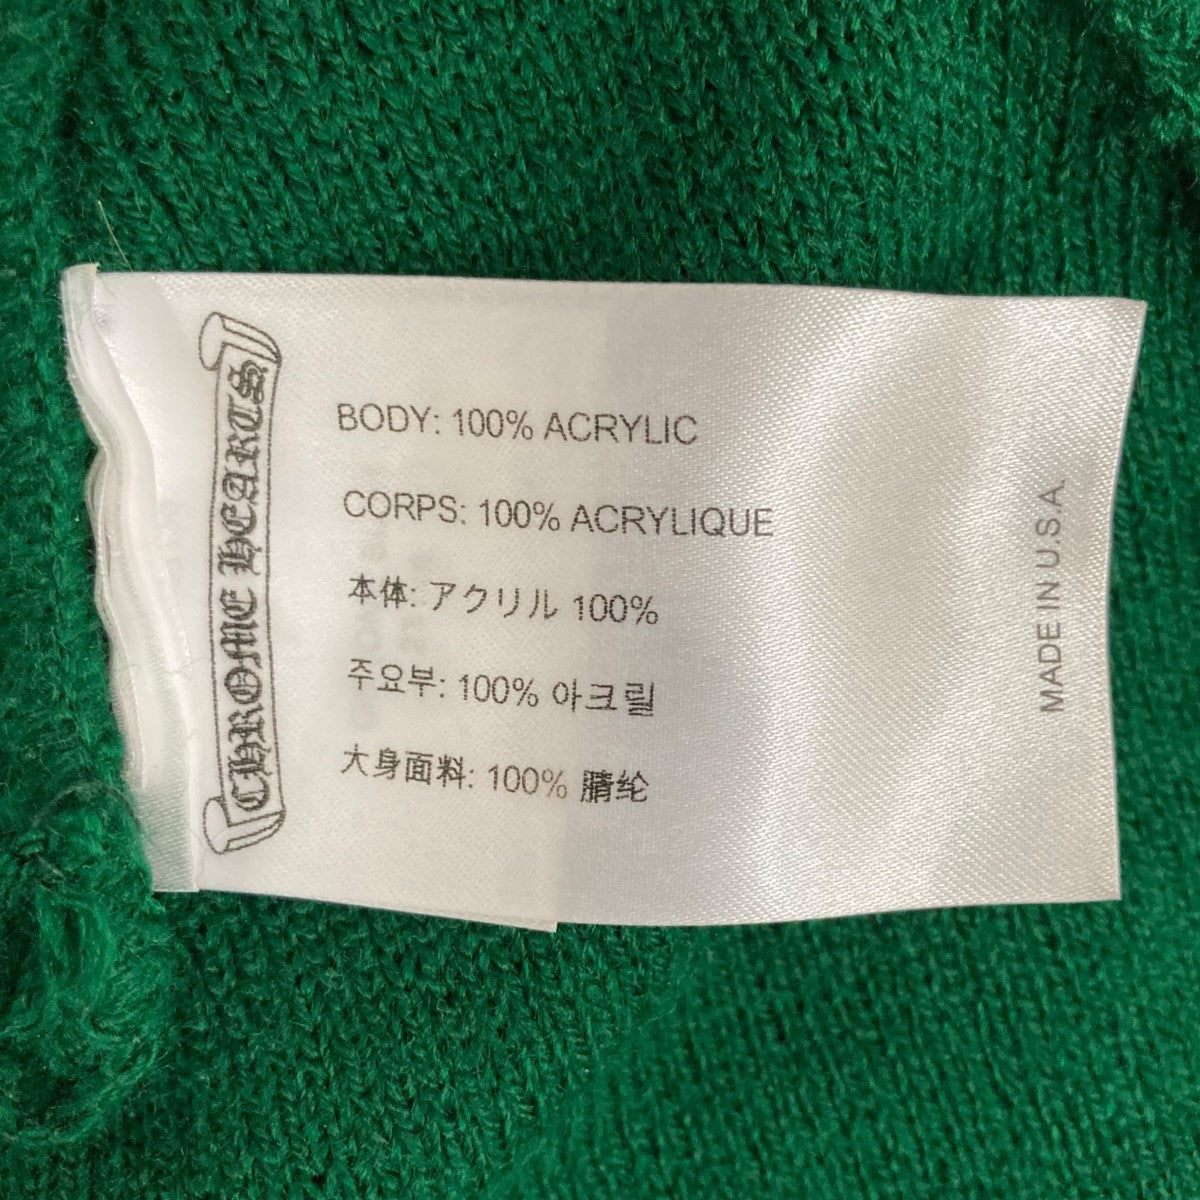 CHROME HEARTS
BODY: 100% ACRYLIC
CORPS: 100% ACRYLIQUE
本体: アクリル 100%
주요부: 100% 아크릴
大身面料: 100% 腈纶
MADE IN U.S.A.